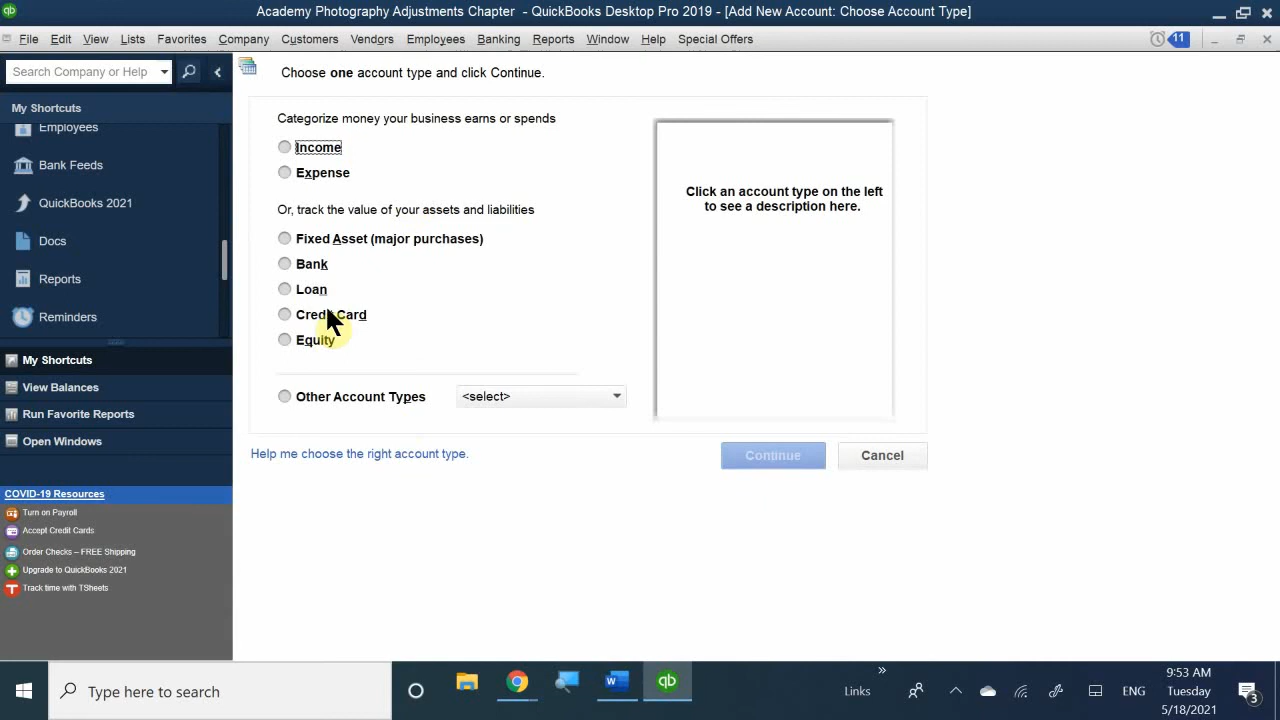 qb
Academy Photography Adjustments Chapter - QuickBooks Desktop Pro 2019 - [Add New Account: Choose Account Type]
File Edit View Lists Favorites Company Customers Vendors Employees Banking Reports Window Help Special Offers
11
Search Company or Help
Choose one account type and click Continue.
My Shortcuts
Employees
Bank Feeds
QuickBooks 2021
Docs
Reports
Reminders
My Shortcuts
View Balances
Run Favorite Reports
Open Windows
COVID-19 Resources
Turn on Payroll
Accept Credit Cards
Order Checks – FREE Shipping
Upgrade to QuickBooks 2021
Track time with TSheets
Categorize money your business earns or spends
Income
Expense
Or, track the value of your assets and liabilities
Fixed Asset (major purchases)
Bank
Loan
Credit Card
Equity
Other Account Types
<select>
Click an account type on the left
to see a description here.
Help me choose the right account type.
Continue
Cancel
Type here to search
W
qb
Links
»
ENG
9:53 AM
Tuesday
5/18/2021
3